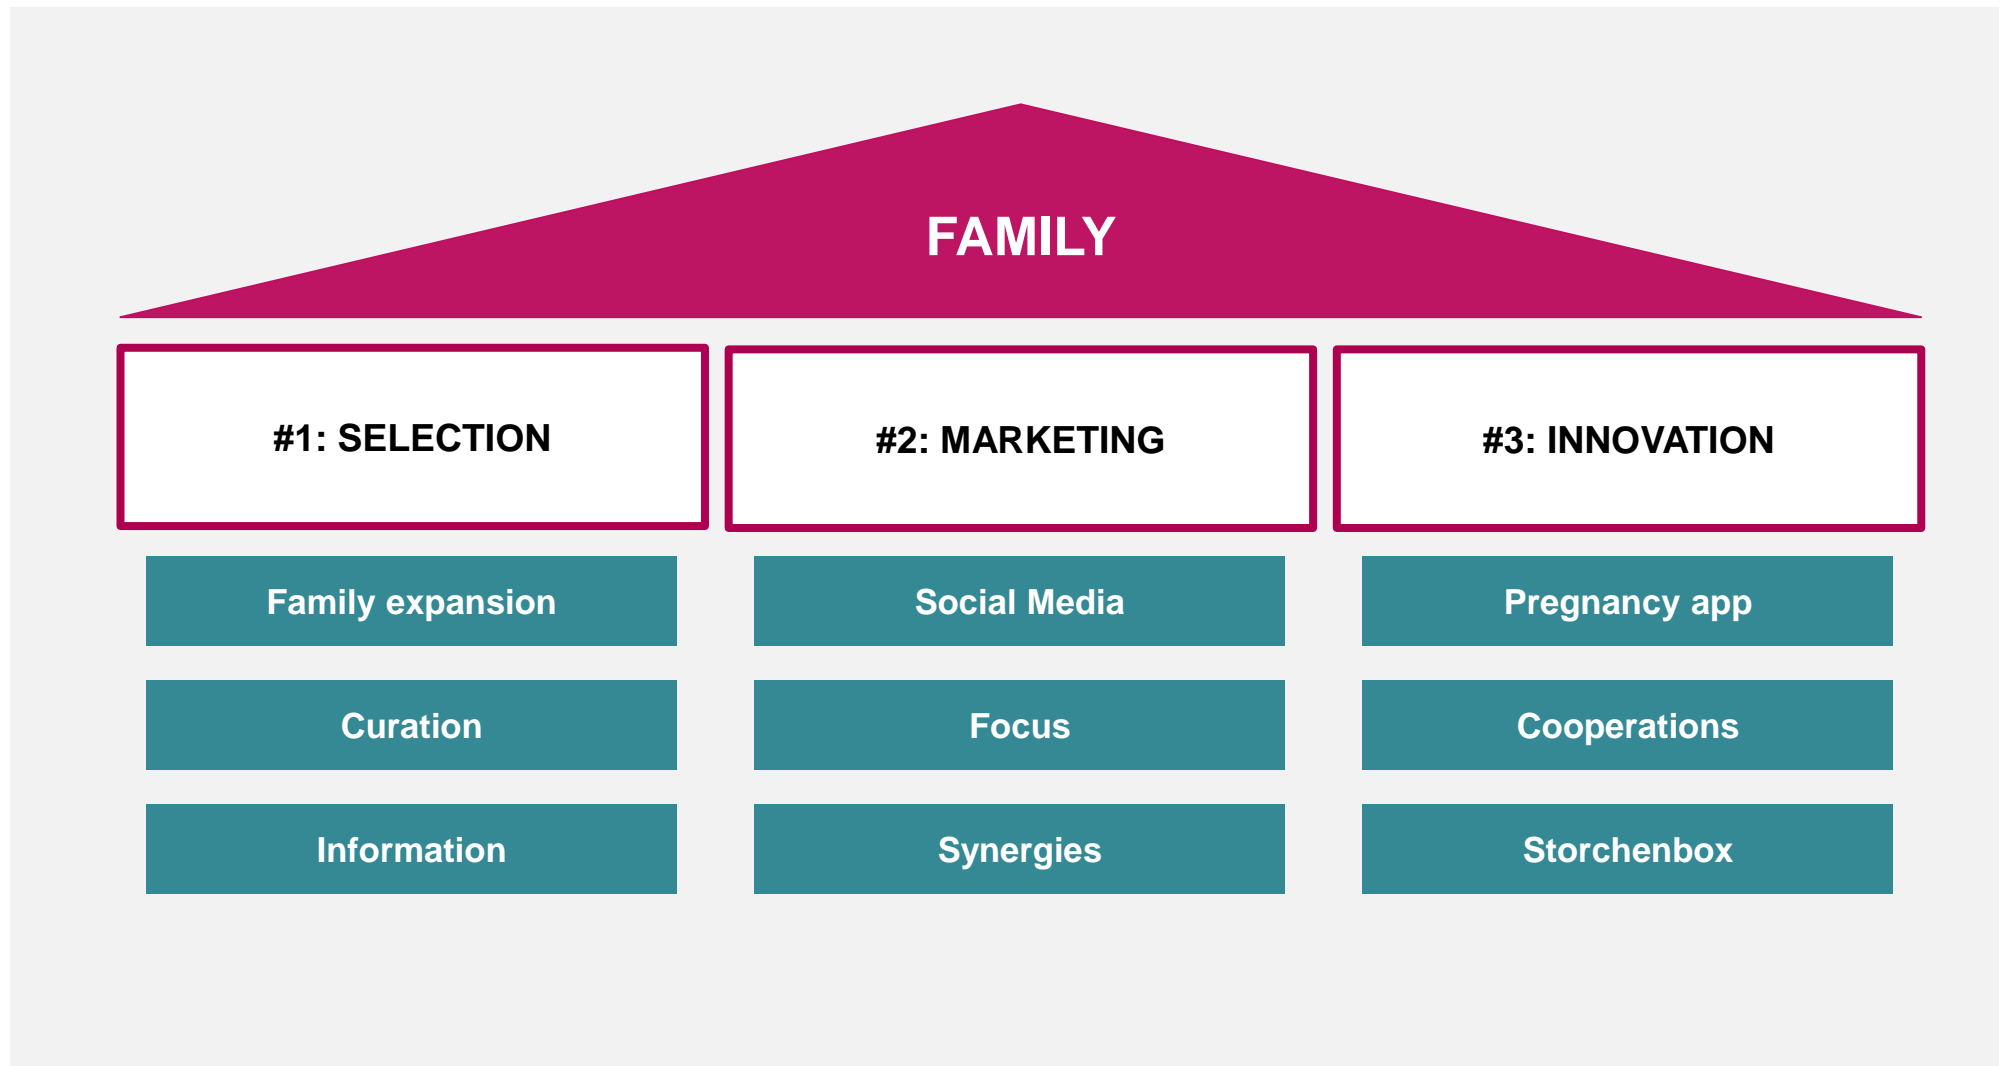 FAMILY
#1: SELECTION
#2: MARKETING
#3: INNOVATION
Family expansion
Social Media
Pregnancy app
Curation
Focus
Cooperations
Information
Synergies
Storchenbox